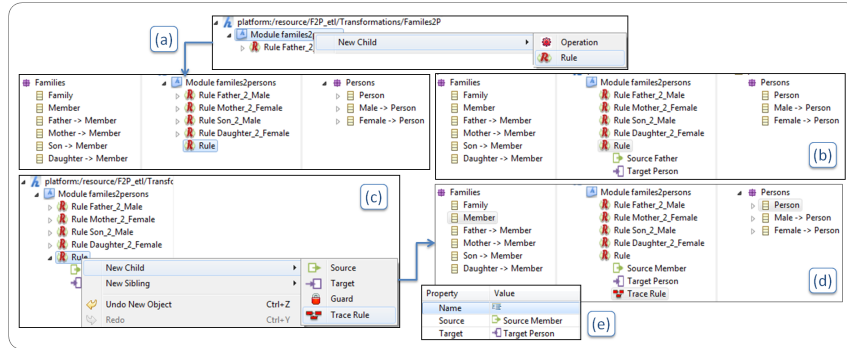 platform:/resource/F2P_etl/Transformations/Familes2P
(a)
Module familes2
Rule Father_2
New Child
Operation
Rule
Families
Family
Member
Father -> Member
Mother -> Member
Son -> Member
Daughter -> Member
Module familes2persons
Rule Father_2_Male
Rule Mother_2_Female
Rule Son_2_Male
Rule Daughter_2_Female
Rule
Persons
Person
Male -> Person
Female -> Person
Families
Family
Member
Father -> Member
Mother -> Member
Son -> Member
Daughter -> Member
Module familes2persons
Rule Father_2_Male
Rule Mother_2_Female
Rule Son_2_Male
Rule Daughter_2_Female
Rule
Source Father
Target Person
Persons
Person
Male -> Person
Female -> Person
(b)
platform:/resource/F2P_etl/Transfo
(c)
Module familes2persons
Rule Father_2_Male
Rule Mother_2_Female
Rule Son_2_Male
Rule Daughter_2_Female
Rule
New Child
New Sibling
Undo New Object Ctrl+Z
Redo Ctrl+Y
Source
Target
Guard
Trace Rule
Families
Family
Member
Father -> Member
Mother -> Member
Son -> Member
Daughter -> Member
Module familes2persons
Rule Father_2_Male
Rule Mother_2_Female
Rule Son_2_Male
Rule Daughter_2_Female
Rule
Source Member
Target Person
Trace Rule
Persons
Person
Male -> Person
Female -> Person
(d)
Property Value
Name
Source Source Member
Target Target Person
(e)